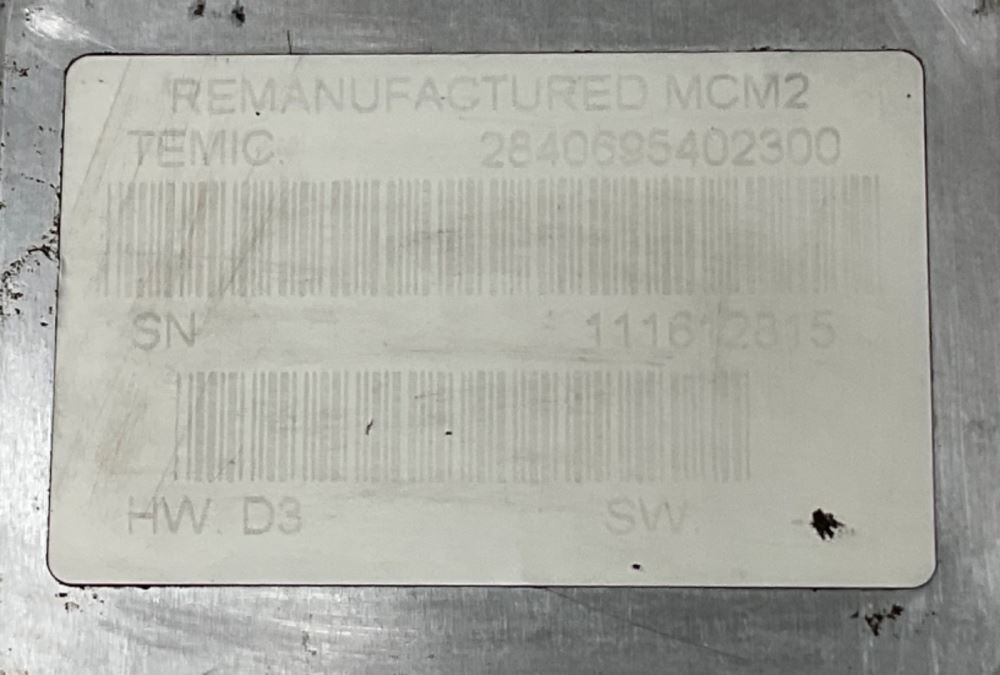 REMANUFACTURED MCM2
TEMIC. 2840695402300
SN 111612815
HW. D3 SW.